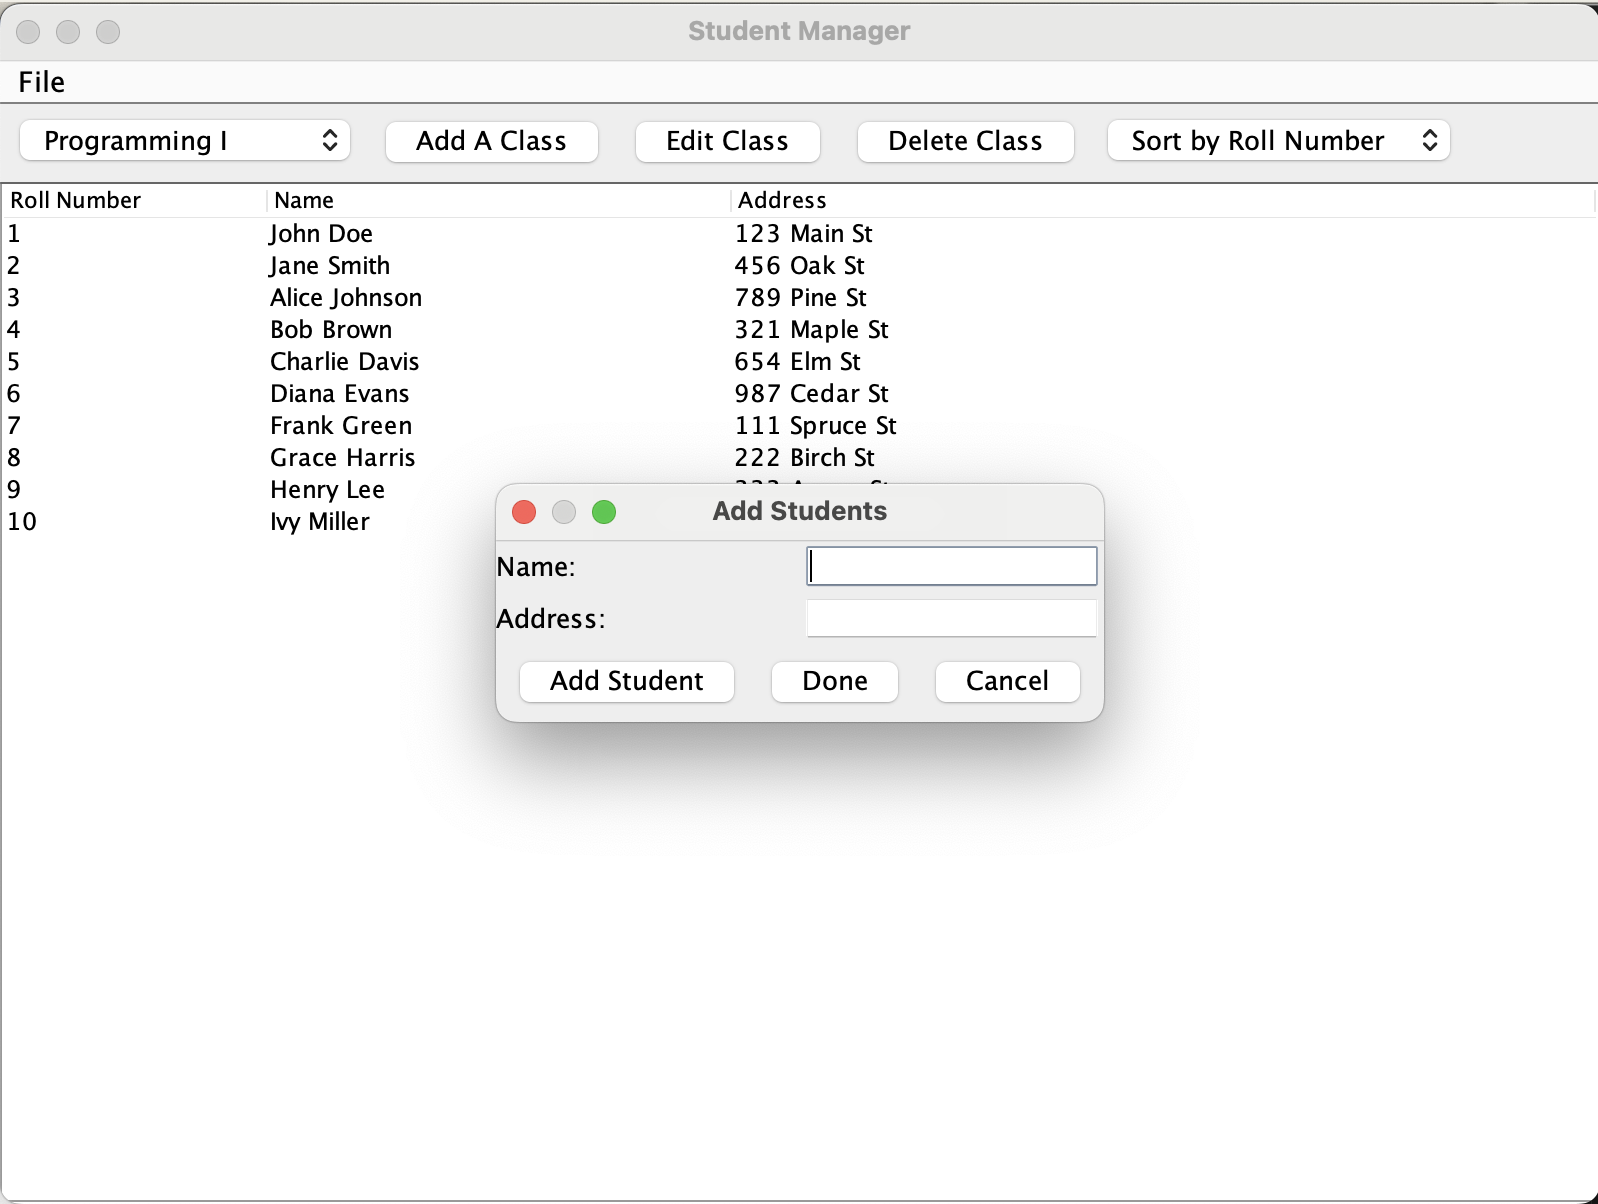 Student Manager
File
Programming I Add A Class Edit Class Delete Class Sort by Roll Number
Roll Number Name Address
1 John Doe 123 Main St
2 Jane Smith 456 Oak St
3 Alice Johnson 789 Pine St
4 Bob Brown 321 Maple St
5 Charlie Davis 654 Elm St
6 Diana Evans 987 Cedar St
7 Frank Green 111 Spruce St
8 Grace Harris 222 Birch St
9 Henry Lee
10 Ivy Miller
Add Students
Name:
Address:
Add Student Done Cancel